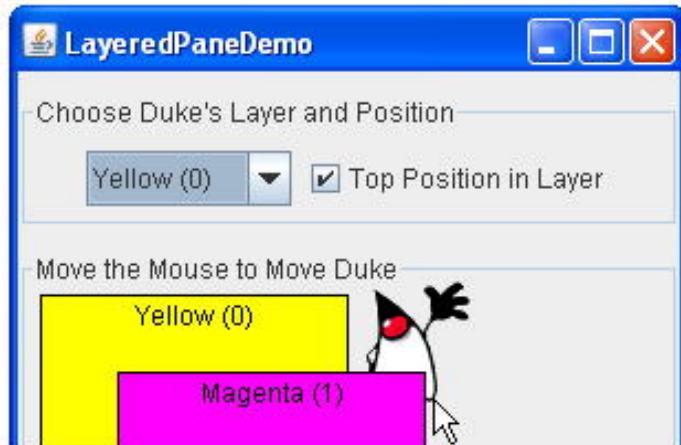 LayeredPaneDemo
Choose Duke's Layer and Position
Yellow (0) Top Position in Layer
Move the Mouse to Move Duke
Yellow (0)
Magenta (1)